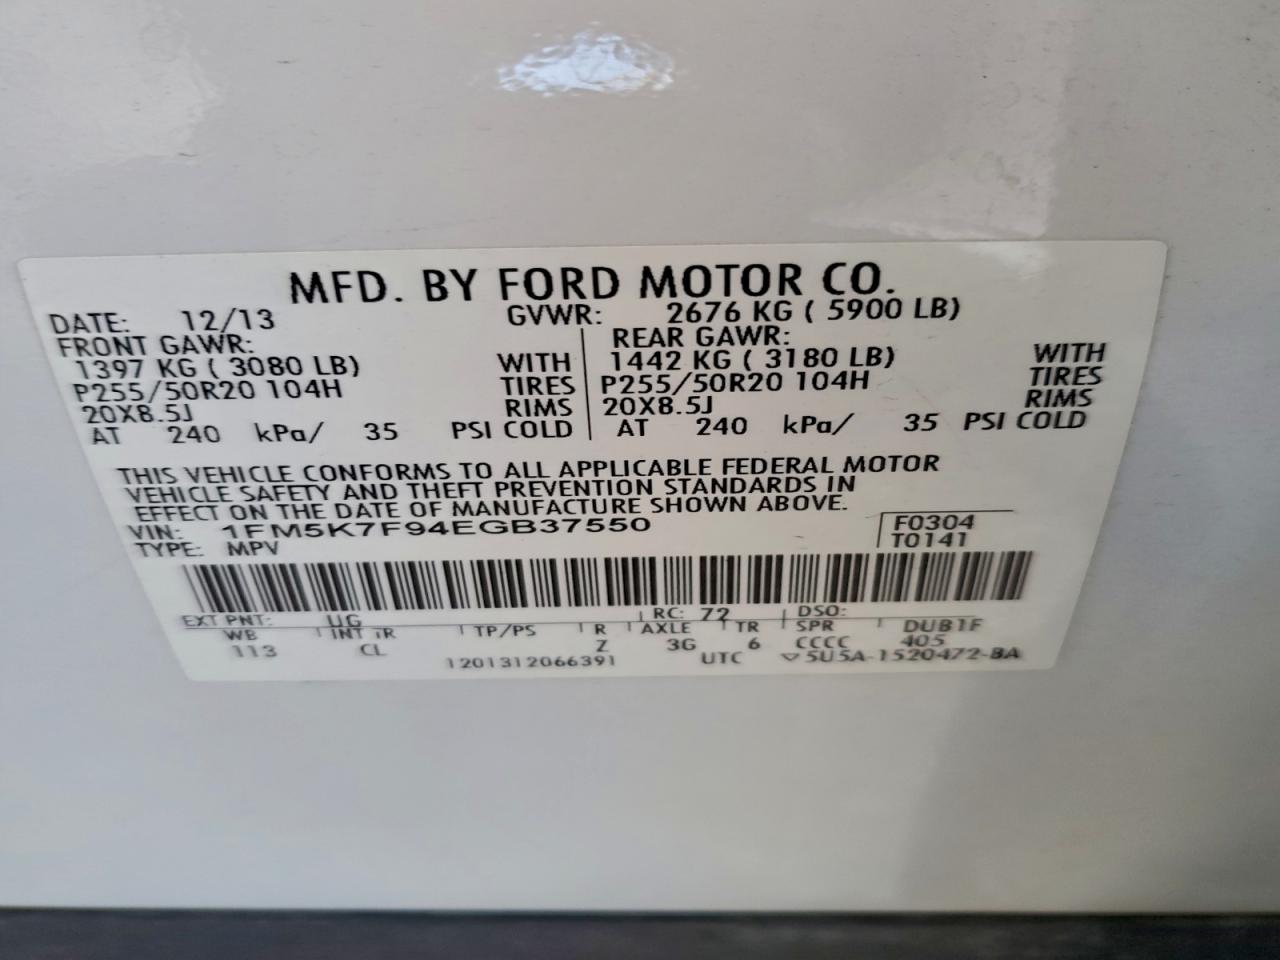 MFD. BY FORD MOTOR CO.
DATE: 12/13 GVWR: 2676 KG ( 5900 LB)
FRONT GAWR: REAR GAWR:
1397 KG ( 3080 LB) WITH 1442 KG ( 3180 LB) WITH
P255/50R20 104H TIRES P255/50R20 104H TIRES
20X8.5J RIMS 20X8.5J RIMS
AT 240 kPa/ 35 PSI COLD AT 240 kPa/ 35 PSI COLD
THIS VEHICLE CONFORMS TO ALL APPLICABLE FEDERAL MOTOR
VEHICLE SAFETY AND THEFT PREVENTION STANDARDS IN
EFFECT ON THE DATE OF MANUFACTURE SHOWN ABOVE.
VIN: 1FM5K7F94EGB37550 F0304
TYPE: MPV T0141
EXT PNT: UG RC: 72 DSO:
WB INT TR TP/PS R AXLE TR SPR DUB1F
113 CL Z 3G 6 CCCC 405
1201312066391 UTC ▽5U5A-1520472-BA